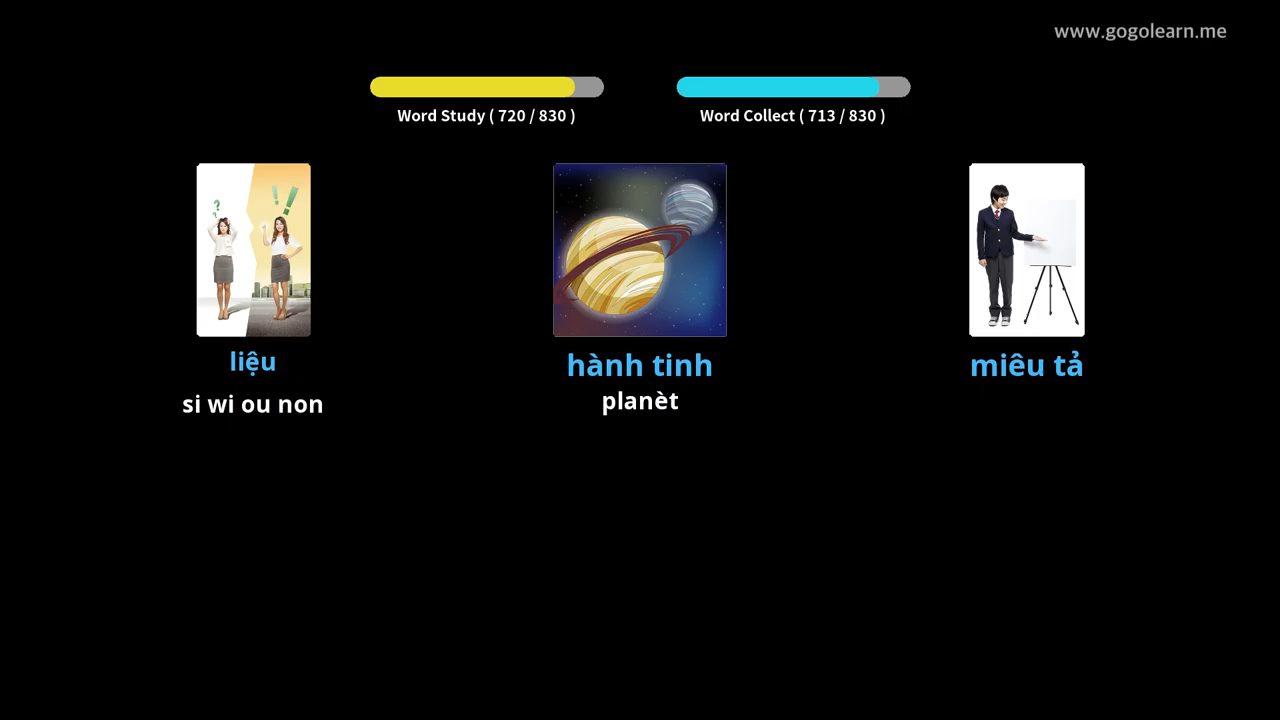 www.gogolearn.me
Word Study ( 720 / 830 )
Word Collect ( 713 / 830 )
liệu
si wi ou non
hành tinh
planèt
miêu tả